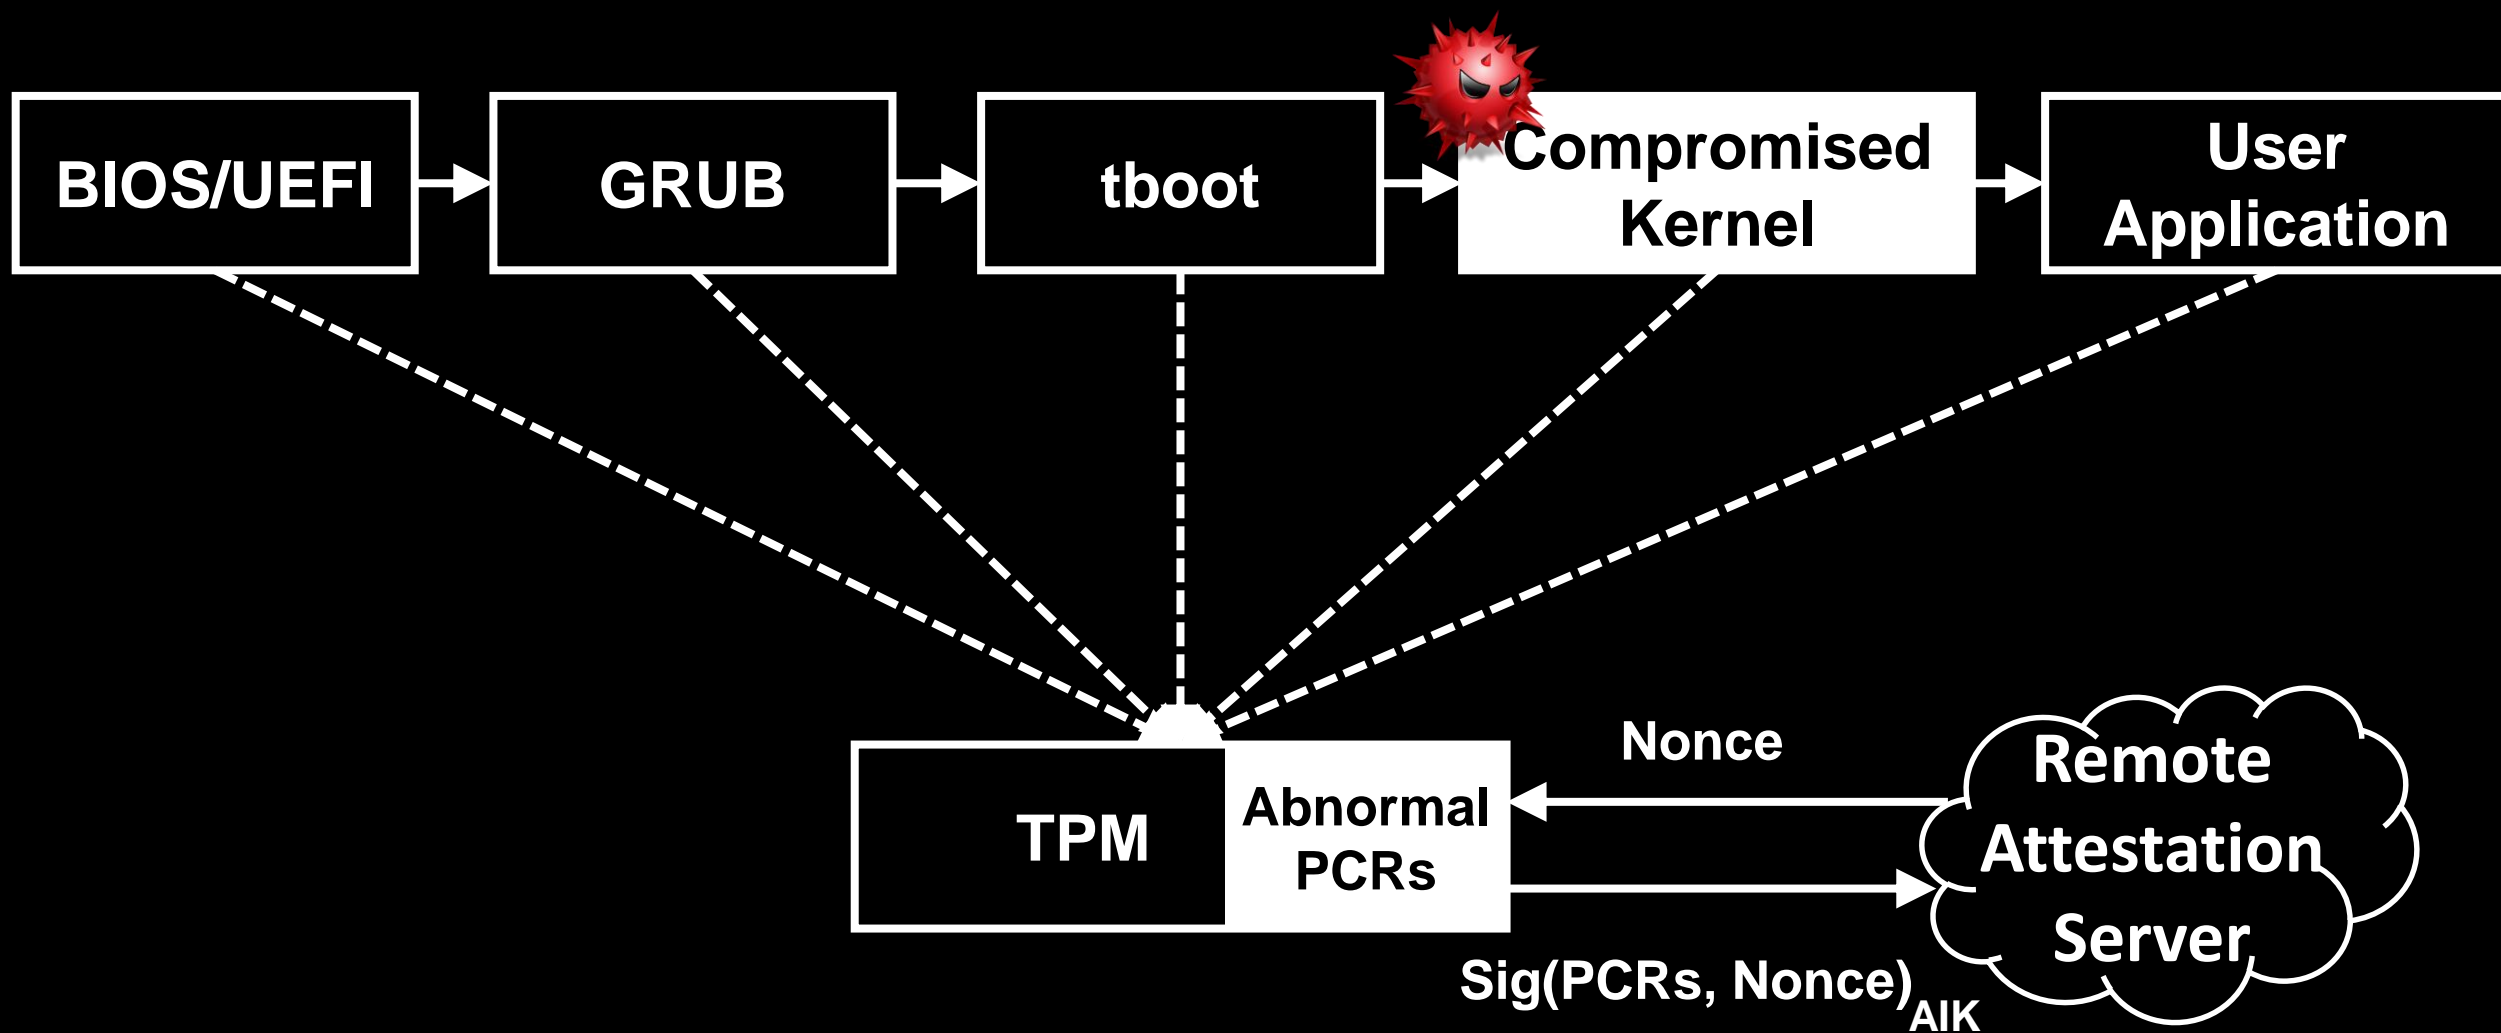 BIOS/UEFI
GRUB
tboot
Compromised
Kernel
User
Application
TPM
Abnormal
PCRs
Nonce
Sig(PCRs, Nonce)AIK
Remote
Attestation
Server